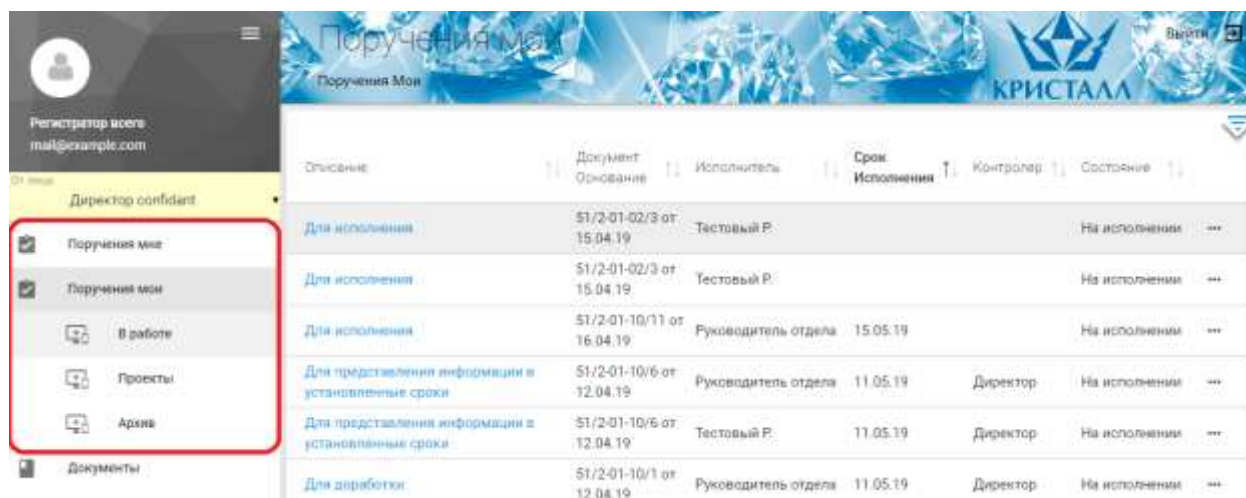 Поручения мои
Выйти
Поручения Мои
КРИСТАЛЛ
Регистратор всего
mail@example.com
От лица
Директор confidant
Поручения мне
Поручения мои
В работе
Проекты
Архив
Документы
Описание
Документ
Основание
Исполнитель
Срок
Исполнения
Контролер
Состояние
Для исполнения
51/2-01-02/3 от
15.04.19
Тестовый Р.
На исполнении
Для исполнения
51/2-01-02/3 от
15.04.19
Тестовый Р.
На исполнении
Для исполнения
51/2-01-10/11 от
16.04.19
Руководитель отдела
15.05.19
На исполнении
Для представления информации в
установленные сроки
51/2-01-10/6 от
12.04.19
Руководитель отдела
11.05.19
Директор
На исполнении
Для представления информации в
установленные сроки
51/2-01-10/6 от
12.04.19
Тестовый Р.
11.05.19
Директор
На исполнении
Для доработки
51/2-01-10/1 от
12.04.19
Руководитель отдела
11.05.19
Директор
На исполнении